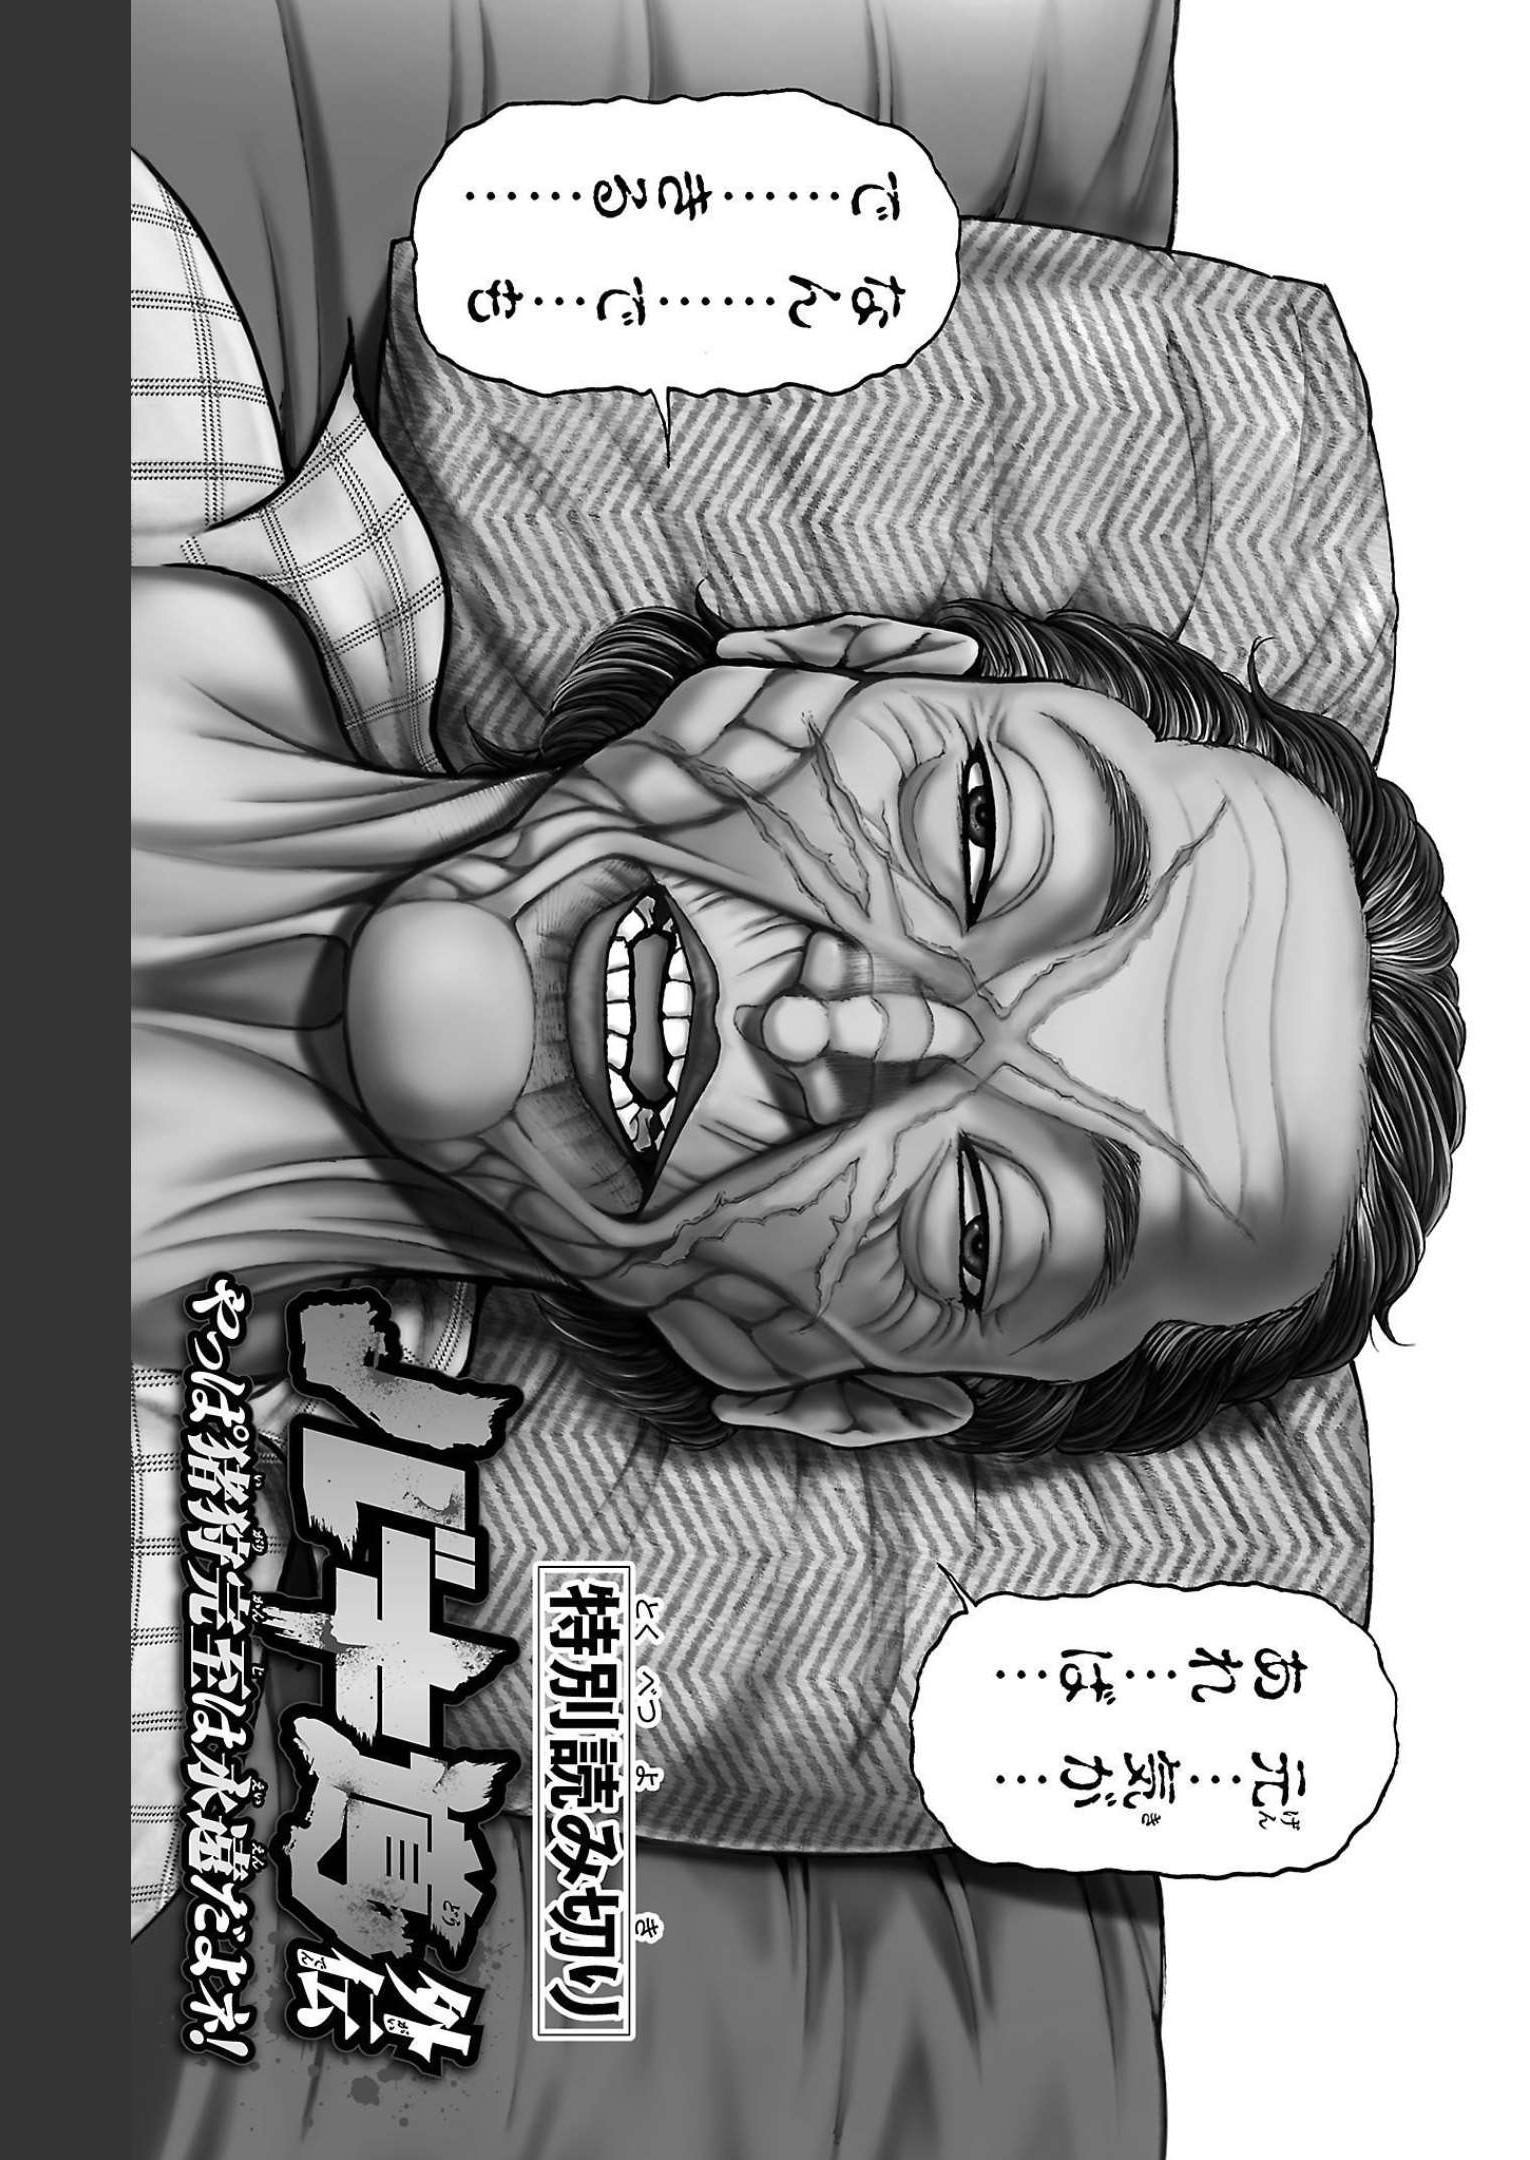 元…気が…
あれ…ば…
なん……で…も
で……きる……
特別読み切り
バキ道外伝
やっぱ猪狩完至は永遠だよネ!